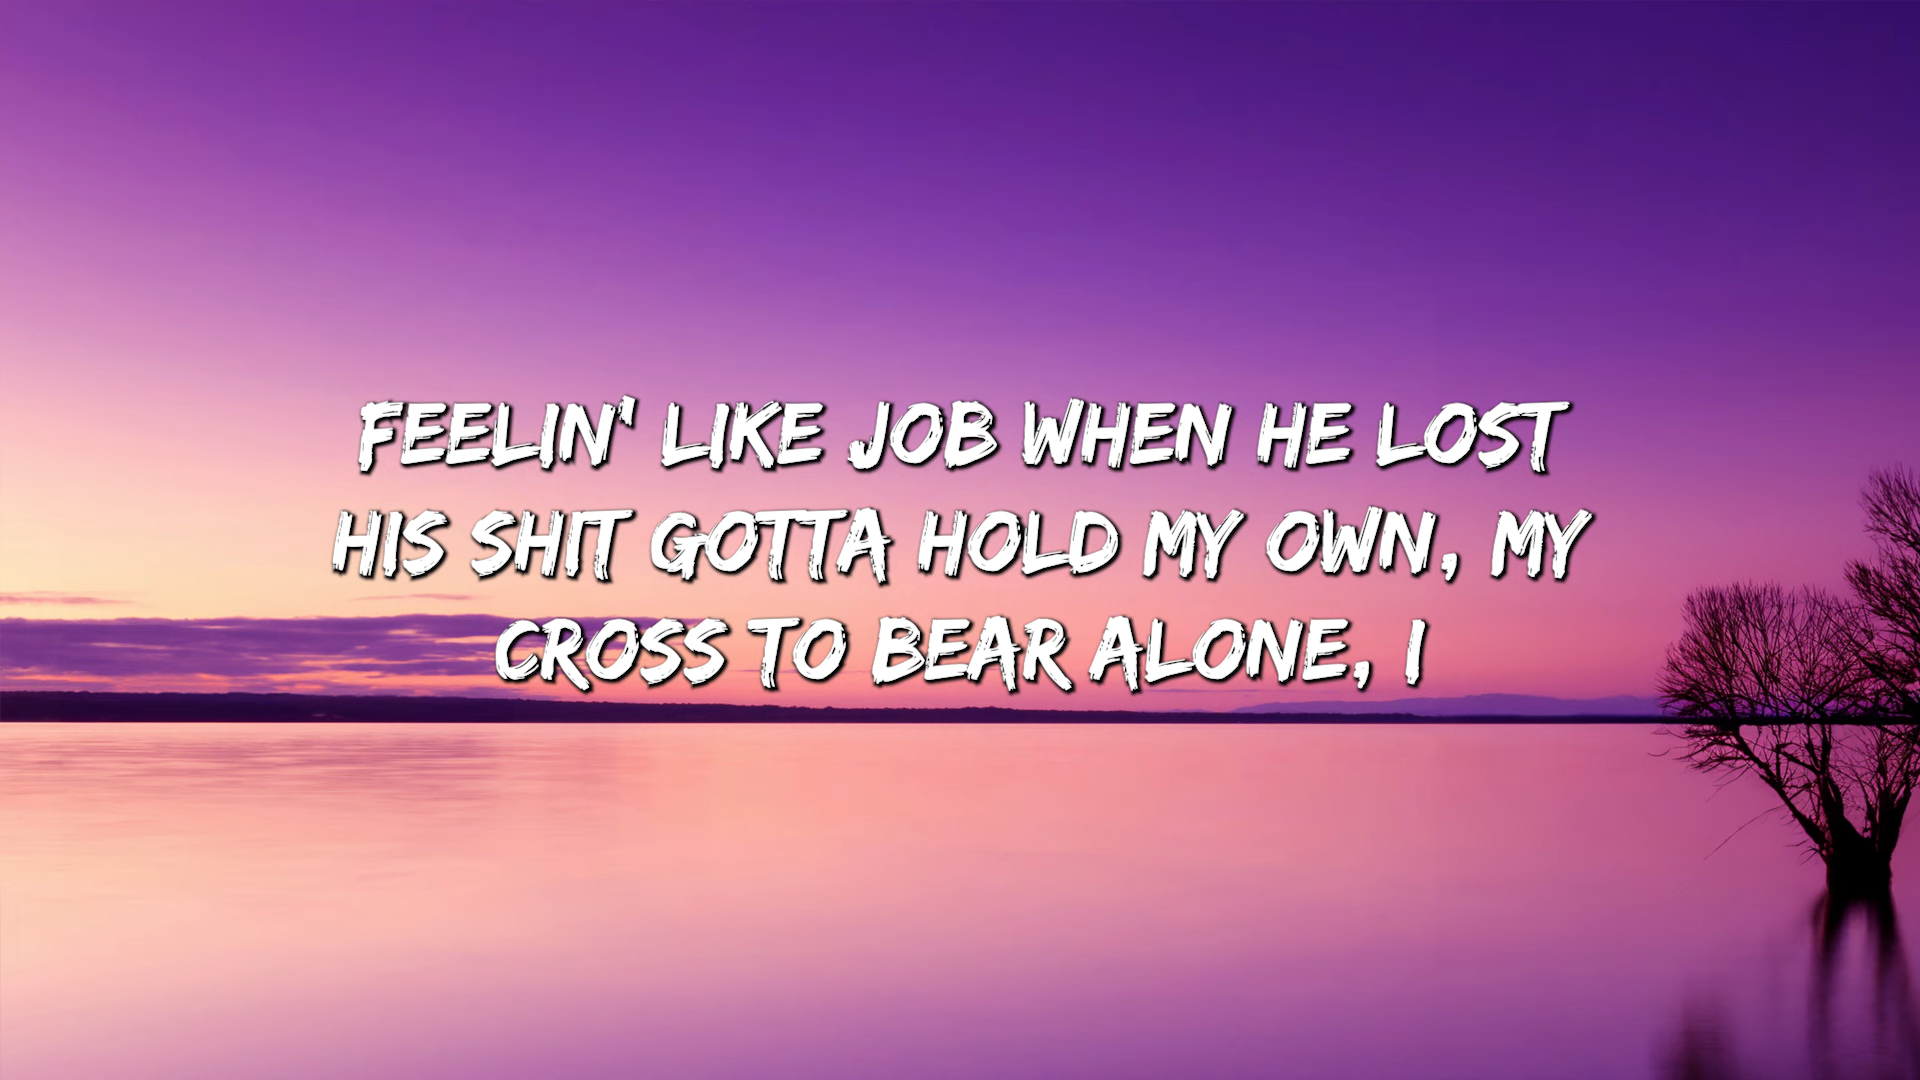 FEELIN' LIKE JOB WHEN HE LOST
HIS SHIT GOTTA HOLD MY OWN, MY
CROSS TO BEAR ALONE, I